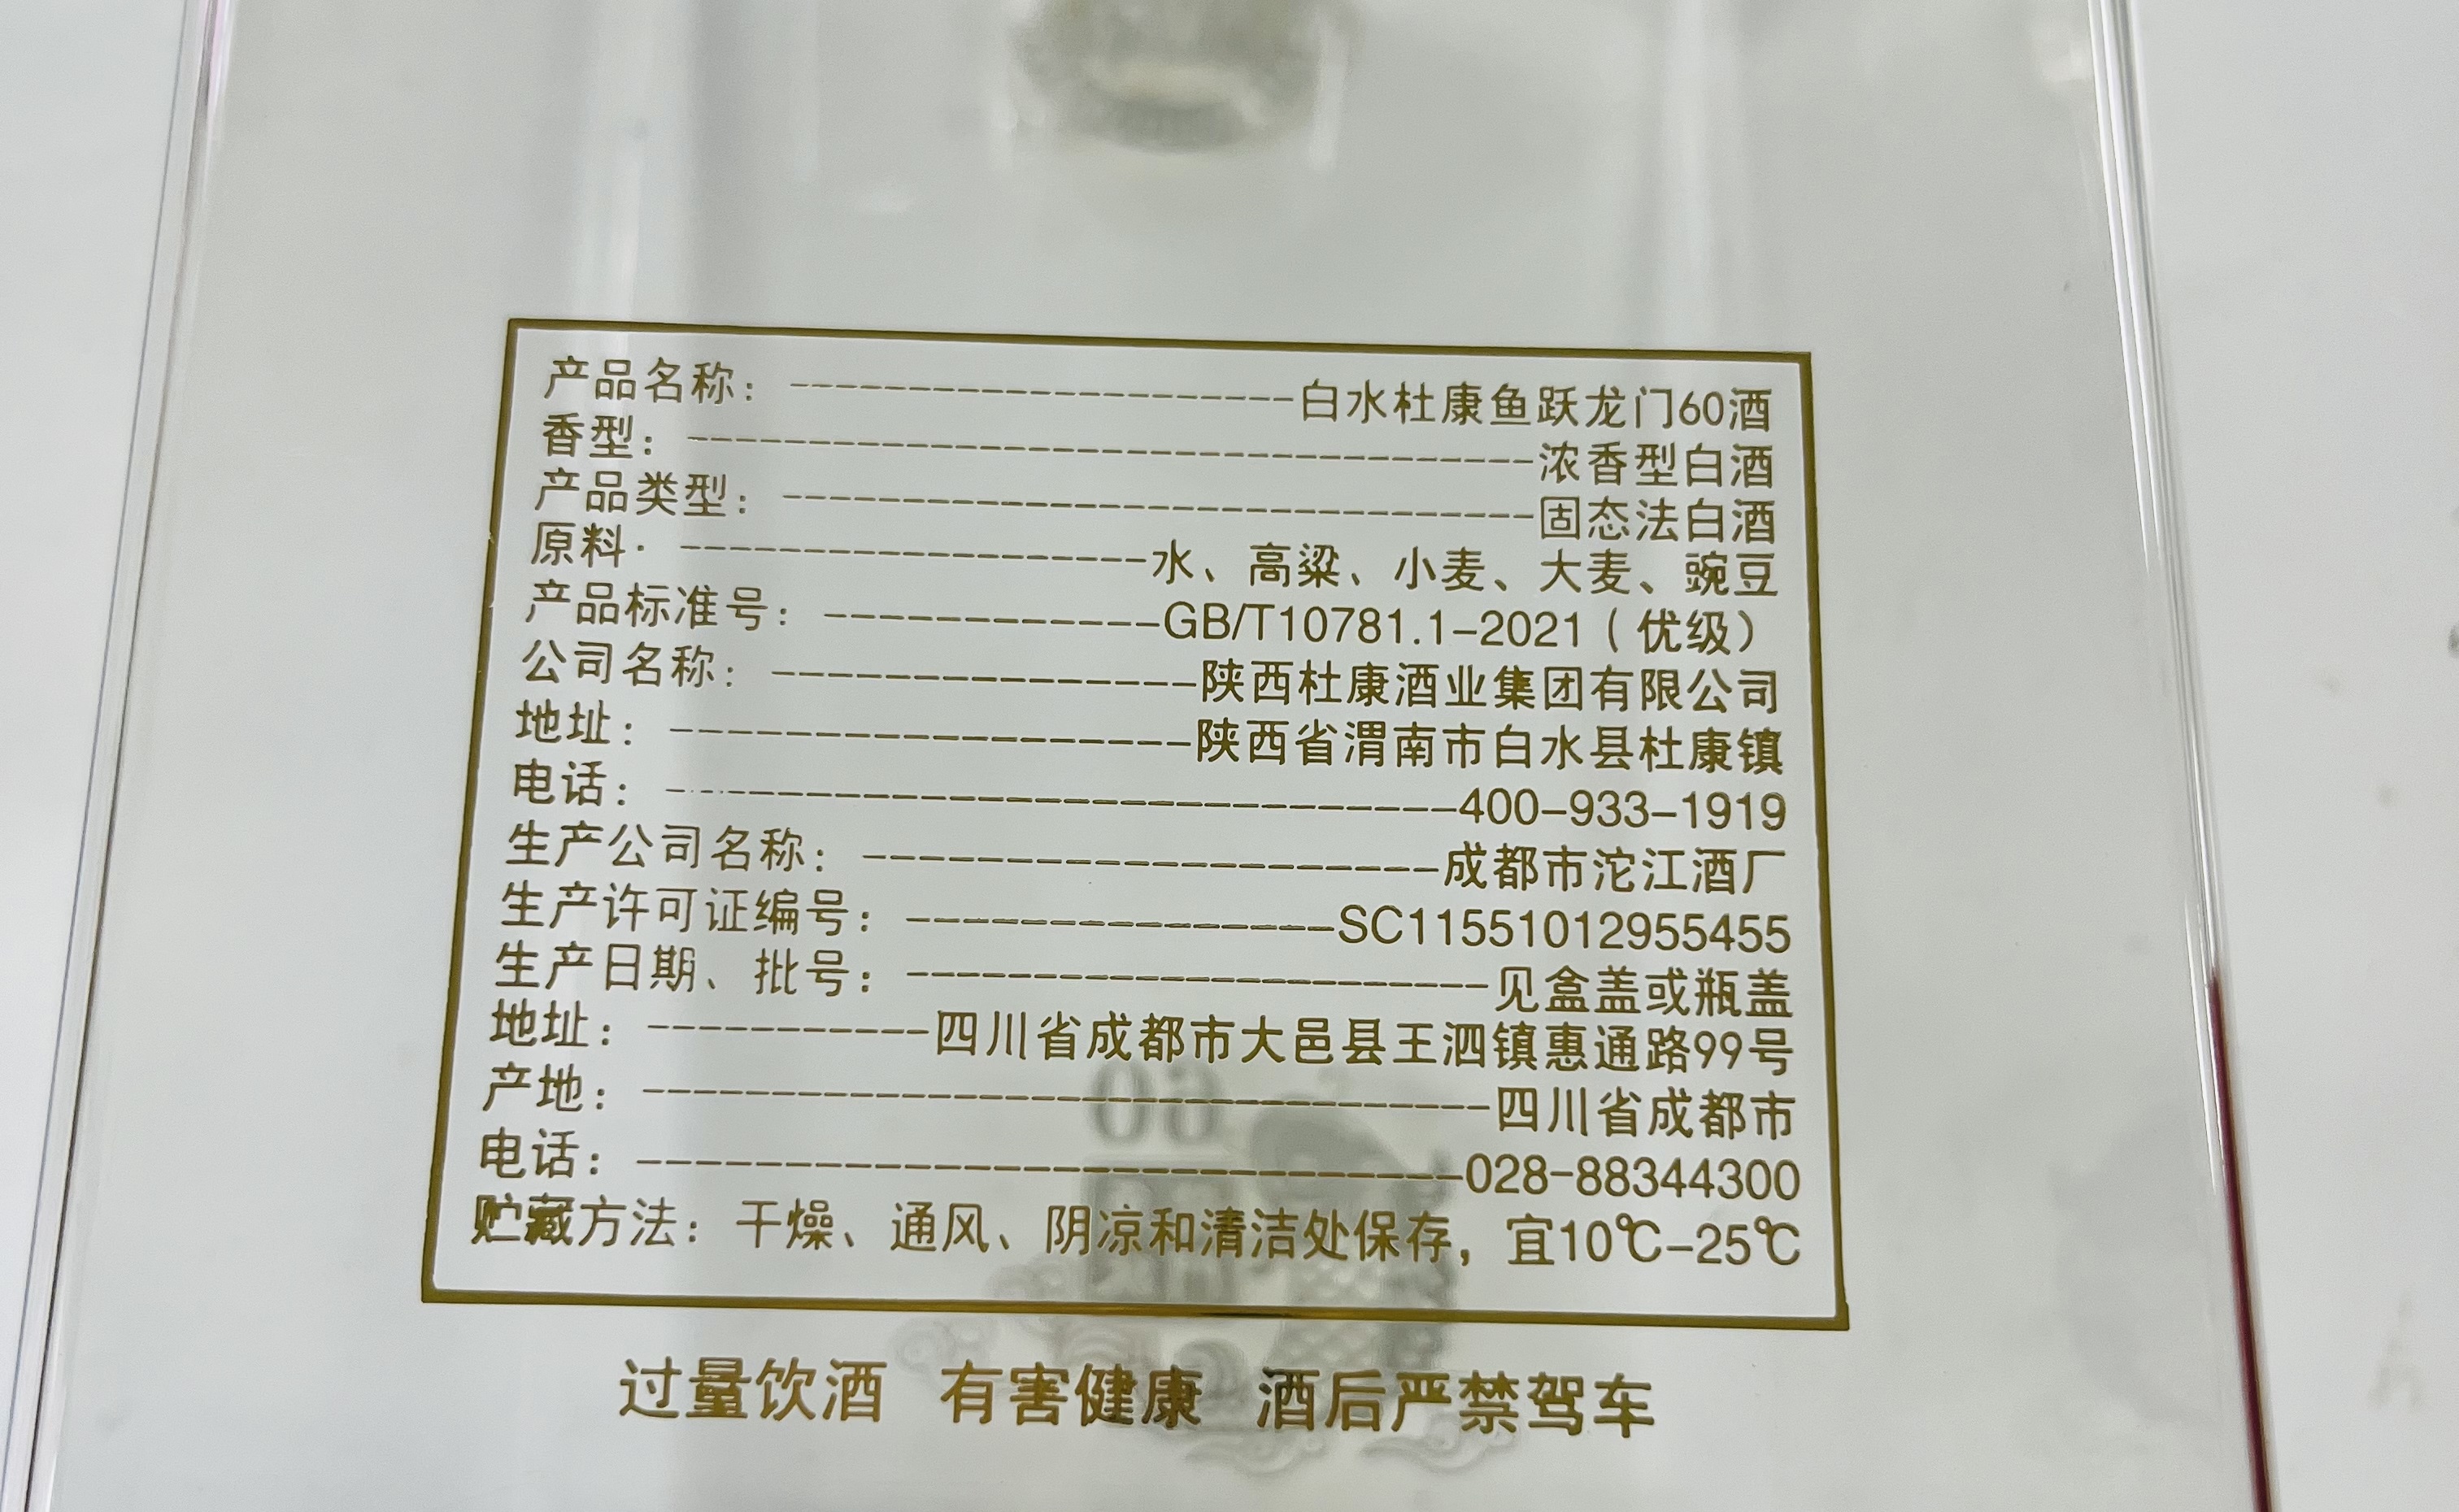 产品名称：--------------------白水杜康鱼跃龙门60酒
香型：----------------------------------浓香型白酒
产品类型：------------------------------固态法白酒
原料：-------------------水、高粱、小麦、大麦、豌豆
产品标准号：-------------GB/T10781.1-2021（优级）
公司名称：----------------陕西杜康酒业集团有限公司
地址：--------------------陕西省渭南市白水县杜康镇
电话：-------------------------------400-933-1919
生产公司名称：----------------------成都市沱江酒厂
生产许可证编号：----------------SC11551012955455
生产日期、批号：-----------------------见盒盖或瓶盖
地址：-----------四川省成都市大邑县王泗镇惠通路99号
产地：---------------------------------四川省成都市
电话：-------------------------------028-88344300
贮藏方法：干燥、通风、阴凉和清洁处保存，宜10℃-25℃
过量饮酒 有害健康 酒后严禁驾车
60